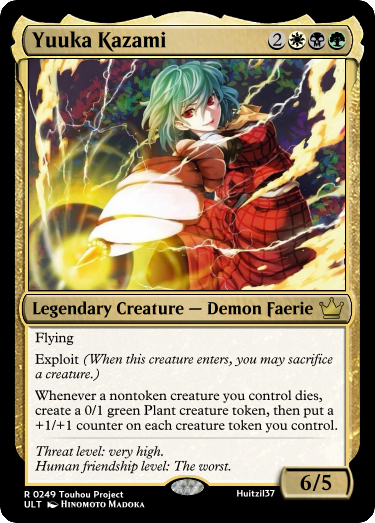 Yuuka Kazami 2
Legendary Creature — Demon Faerie
Flying
Exploit (When this creature enters, you may sacrifice
a creature.)
Whenever a nontoken creature you control dies,
create a 0/1 green Plant creature token, then put a
+1/+1 counter on each creature token you control.
Threat level: very high.
Human friendship level: The worst.
6/5
R 0249 Touhou Project Huitzil37
ULT Hinomoto Madoka